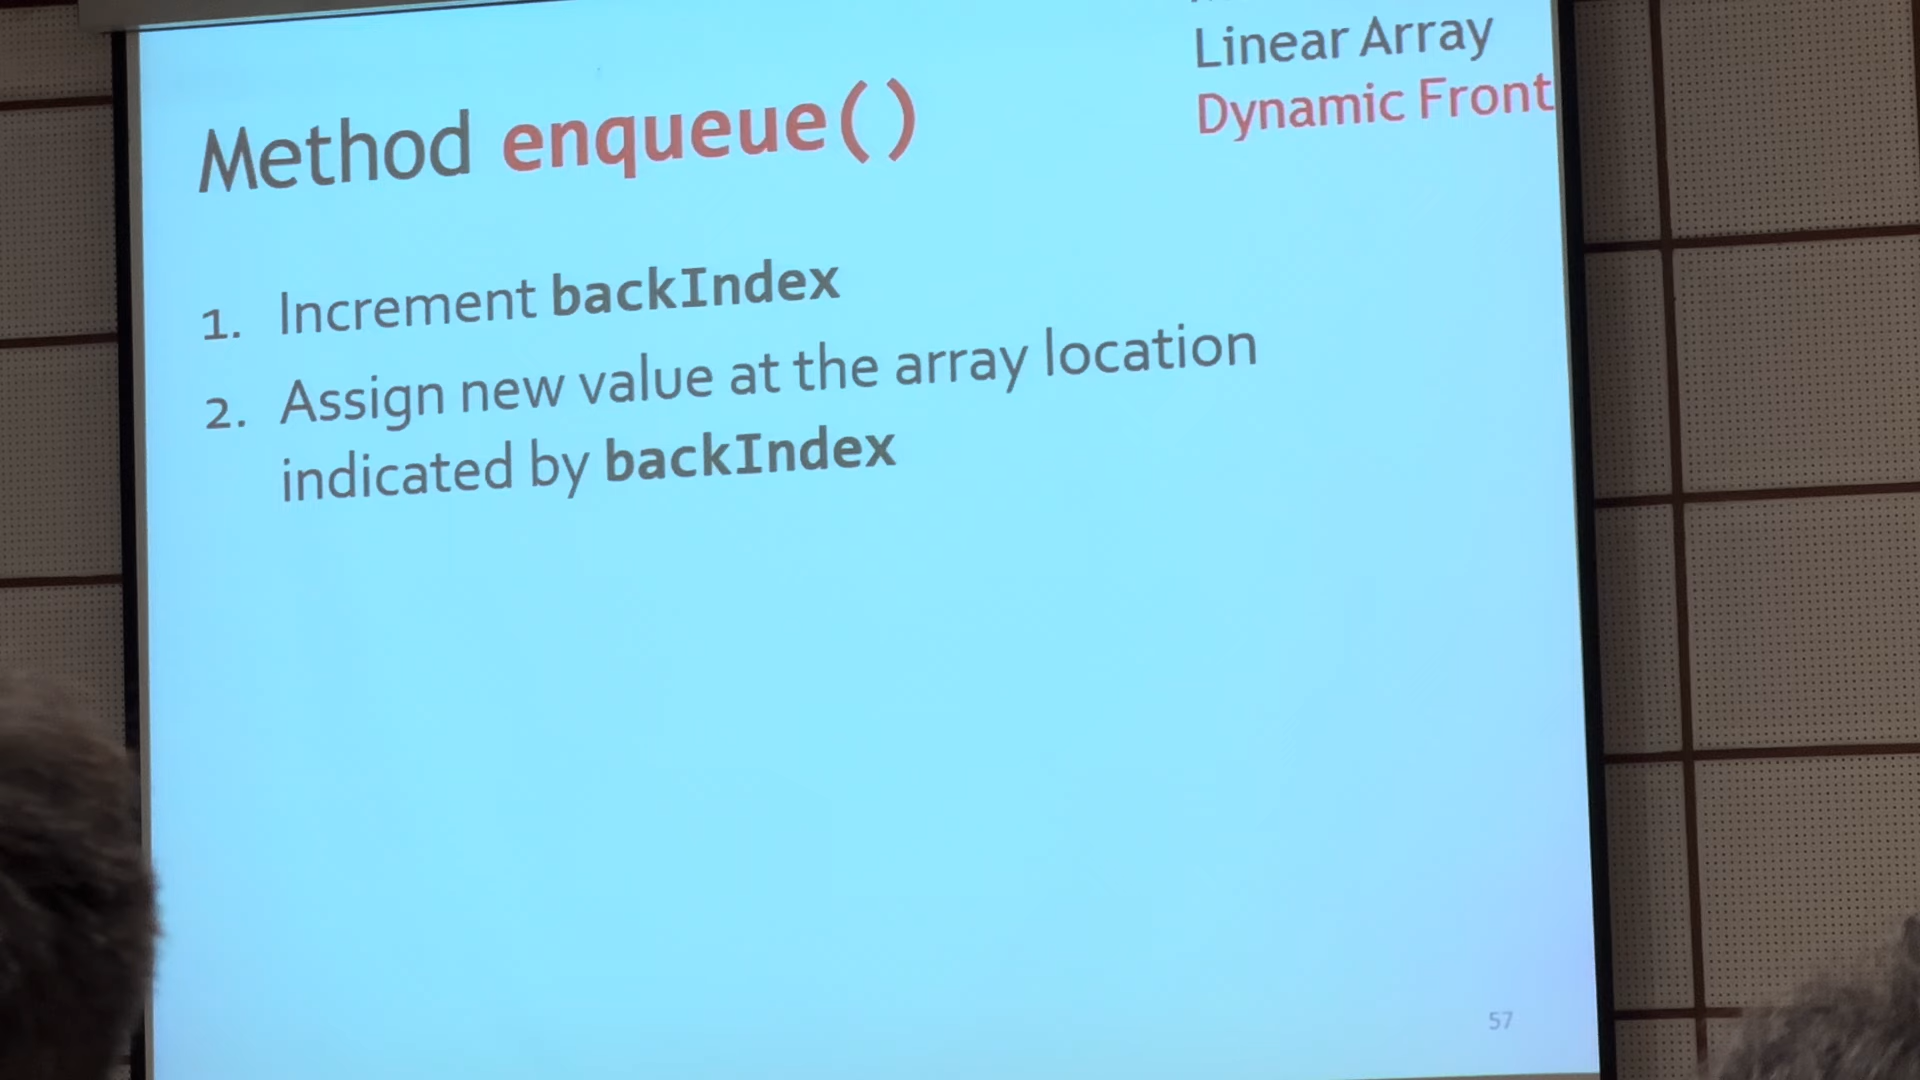 Linear Array
Dynamic Front
Method enqueue()
1. Increment backIndex
2. Assign new value at the array location
indicated by backIndex
57